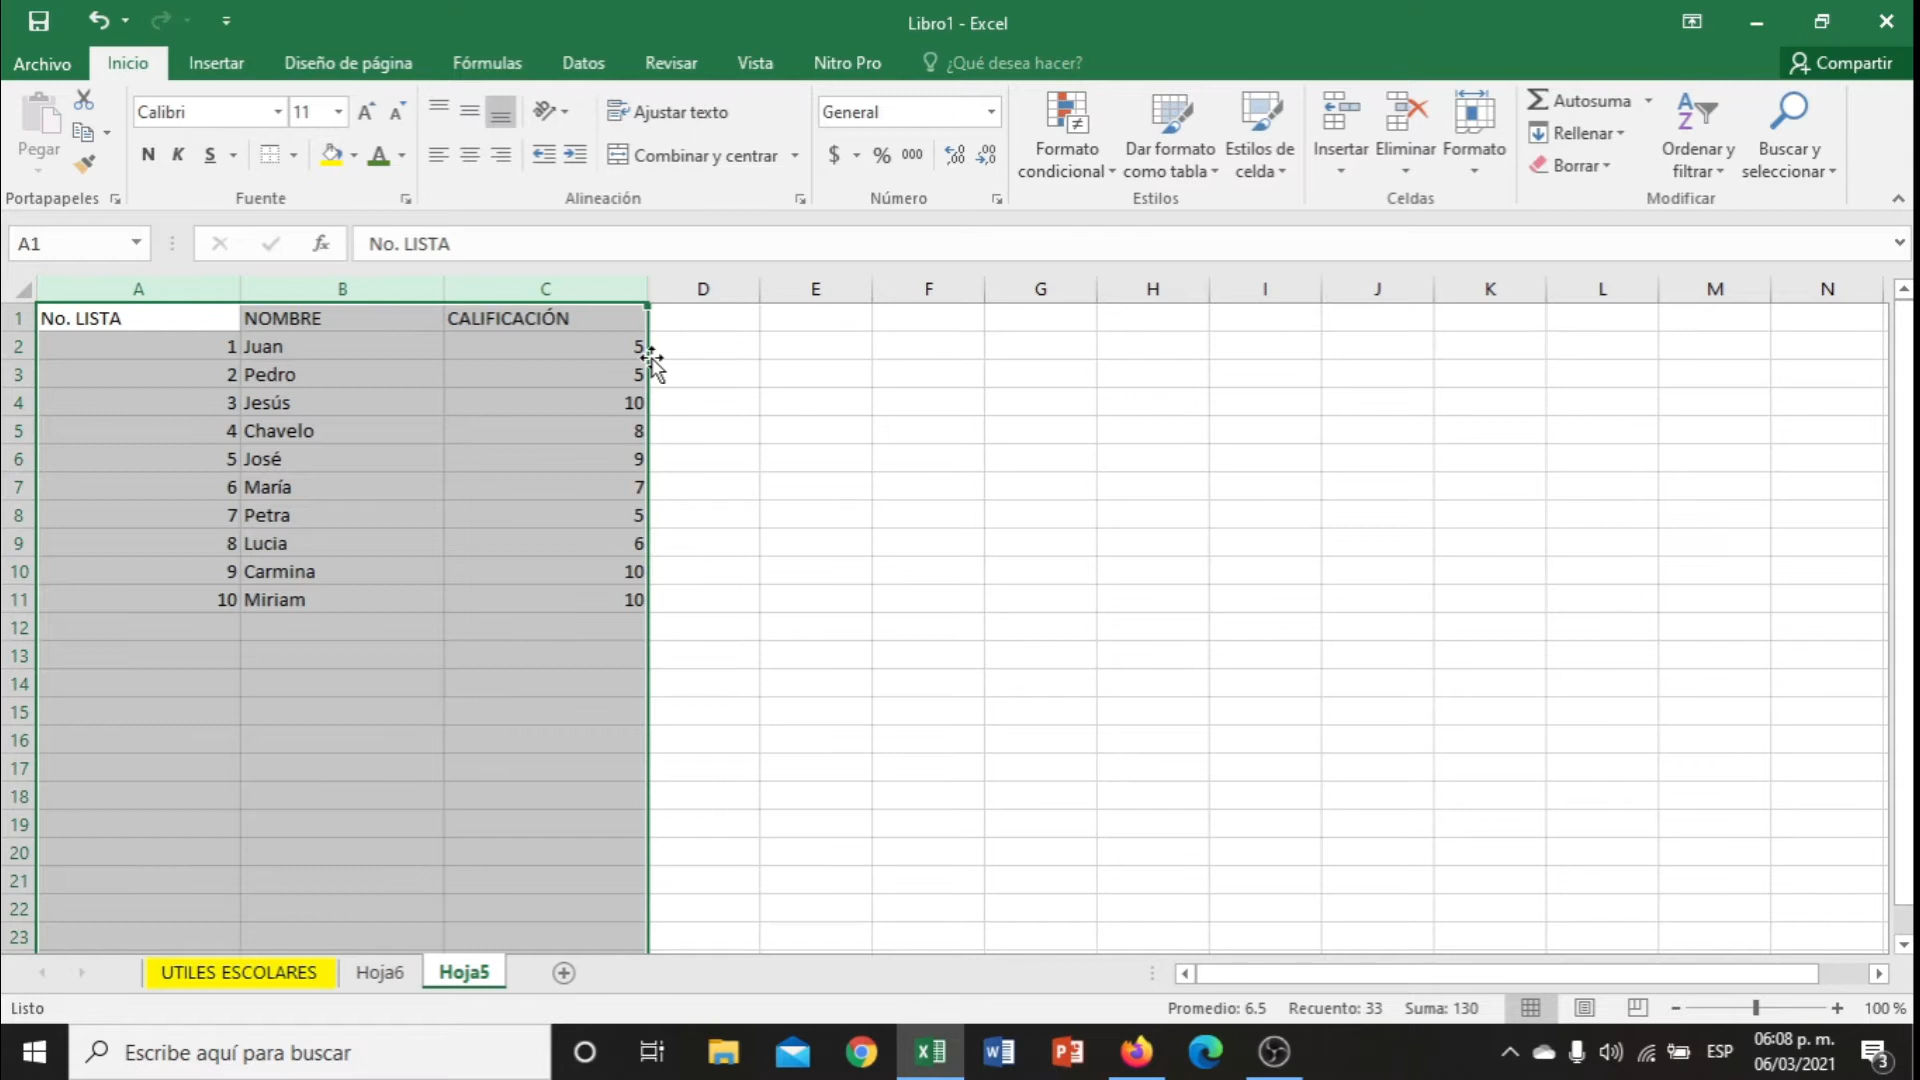 Libro1 - Excel
Archivo Inicio Insertar Diseño de página Fórmulas Datos Revisar Vista Nitro Pro ¿Qué desea hacer? Compartir
Pegar
Portapapeles
Calibri 11
N K S
Fuente
Ajustar texto
Combinar y centrar
Alineación
General
$ % 000
Número
Formato condicional
Dar formato como tabla
Estilos de celda
Estilos
Insertar Eliminar Formato
Celdas
Autosuma
Rellenar
Borrar
Ordenar y filtrar
Buscar y seleccionar
Modificar
A1 fx No. LISTA
A B C D E F G H I J K L M N
1 No. LISTA NOMBRE CALIFICACIÓN
2 1 Juan 5
3 2 Pedro 5
4 3 Jesús 10
5 4 Chavelo 8
6 5 José 9
7 6 María 7
8 7 Petra 5
9 8 Lucia 6
10 9 Carmina 10
11 10 Miriam 10
12
13
14
15
16
17
18
19
20
21
22
23
UTILES ESCOLARES Hoja6 Hoja5
Listo Promedio: 6.5 Recuento: 33 Suma: 130 100 %
Escribe aquí para buscar
ESP
06:08 p. m.
06/03/2021
3